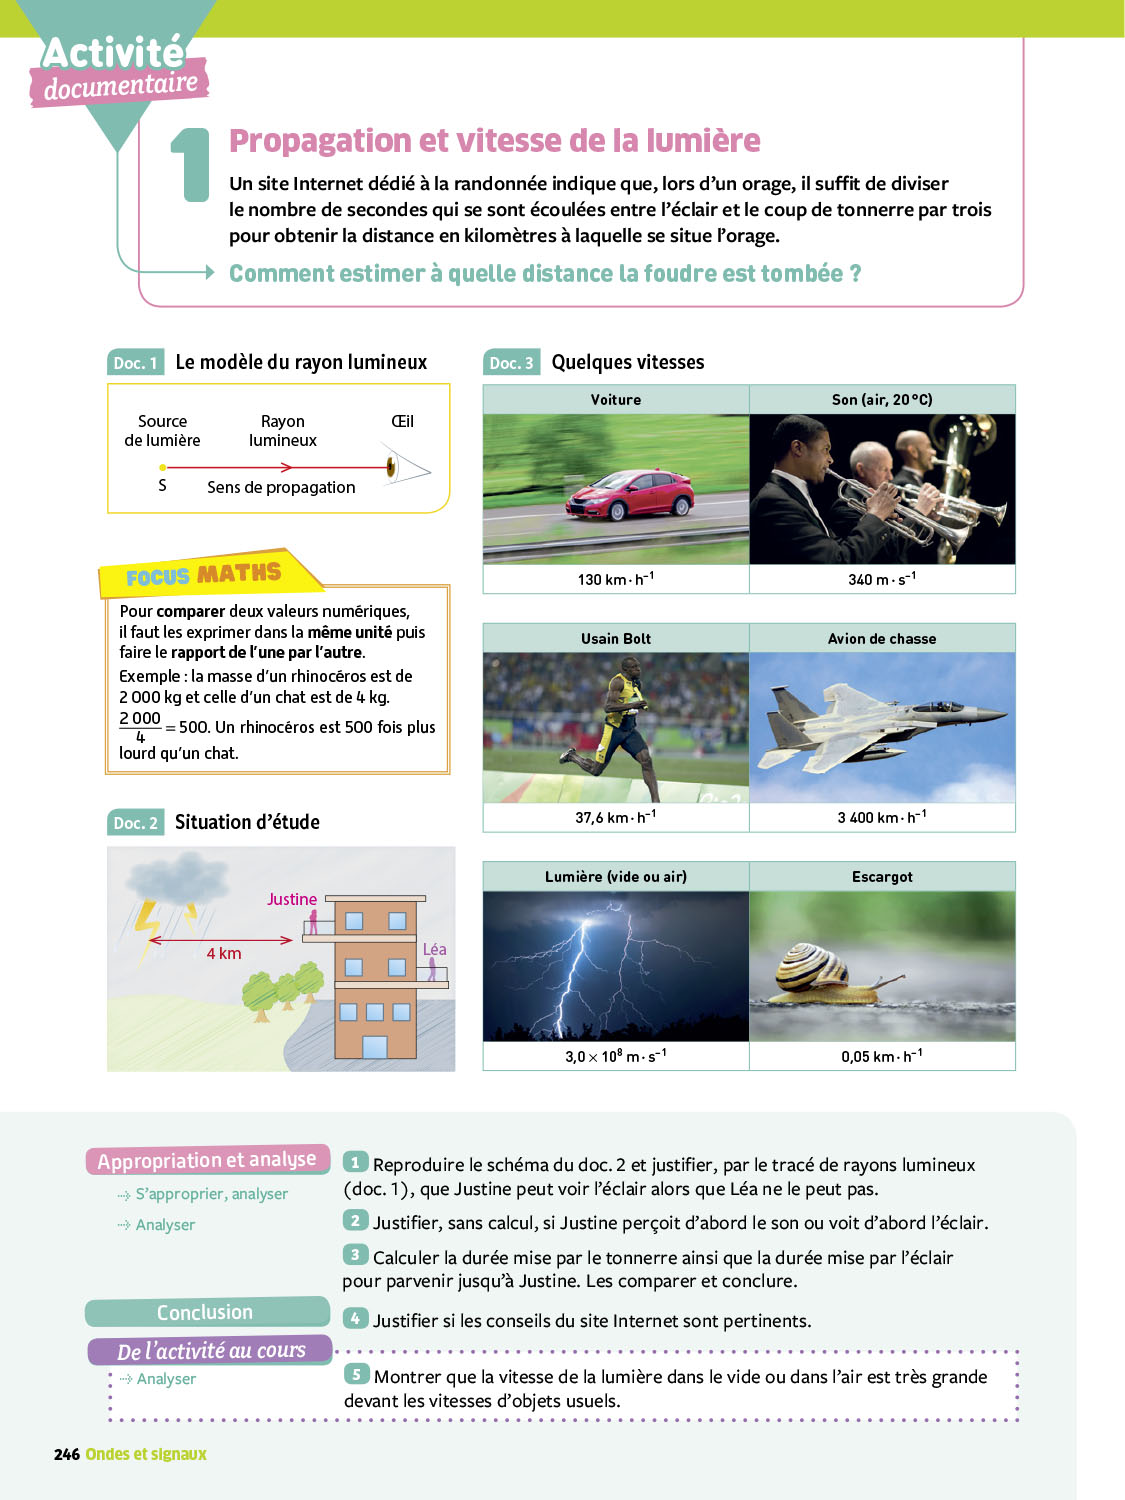 Activité
documentaire
1
Propagation et vitesse de la lumière
Un site Internet dédié à la randonnée indique que, lors d’un orage, il suffit de diviser
le nombre de secondes qui se sont écoulées entre l’éclair et le coup de tonnerre par trois
pour obtenir la distance en kilomètres à laquelle se situe l’orage.
Comment estimer à quelle distance la foudre est tombée ?
Doc. 1 Le modèle du rayon lumineux
Source
de lumière
Rayon
lumineux
Œil
S
Sens de propagation
FOCUS MATHS
Pour comparer deux valeurs numériques,
il faut les exprimer dans la même unité puis
faire le rapport de l’une par l’autre.
Exemple : la masse d’un rhinocéros est de
2 000 kg et celle d’un chat est de 4 kg.
2 000/4 = 500. Un rhinocéros est 500 fois plus
lourd qu’un chat.
Doc. 2 Situation d’étude
Justine
4 km
Léa
Doc. 3 Quelques vitesses
Voiture
Son (air, 20 °C)
130 km · h⁻¹
340 m · s⁻¹
Usain Bolt
Avion de chasse
37,6 km · h⁻¹
3 400 km · h⁻¹
Lumière (vide ou air)
Escargot
3,0 × 10⁸ m · s⁻¹
0,05 km · h⁻¹
Appropriation et analyse
S’approprier, analyser
Analyser
1 Reproduire le schéma du doc. 2 et justifier, par le tracé de rayons lumineux
(doc. 1), que Justine peut voir l’éclair alors que Léa ne le peut pas.
2 Justifier, sans calcul, si Justine perçoit d’abord le son ou voit d’abord l’éclair.
3 Calculer la durée mise par le tonnerre ainsi que la durée mise par l’éclair
pour parvenir jusqu’à Justine. Les comparer et conclure.
Conclusion
4 Justifier si les conseils du site Internet sont pertinents.
De l’activité au cours
Analyser
5 Montrer que la vitesse de la lumière dans le vide ou dans l’air est très grande
devant les vitesses d’objets usuels.
246 Ondes et signaux